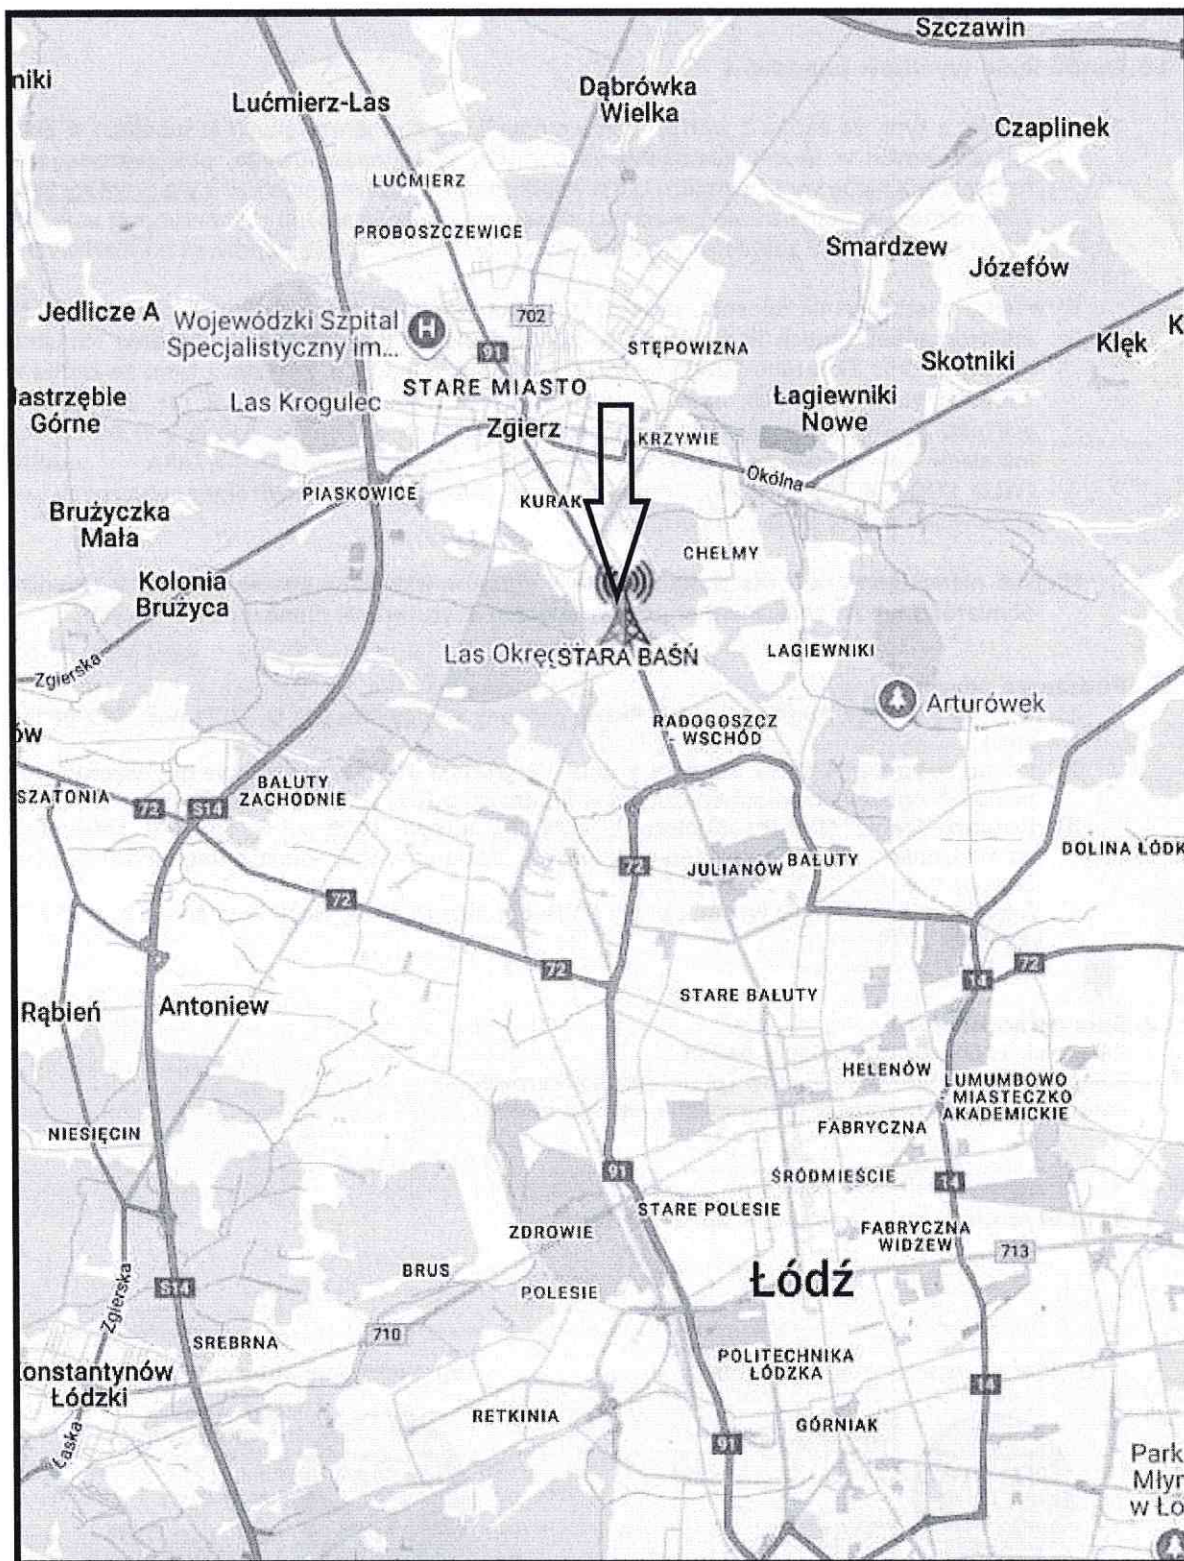 Szczawin
niki
Dąbrówka
Wielka
Lućmierz-Las
Czaplinek
LUĆMIERZ
PROBOSZCZEWICE
Smardzew
Józefów
Jedlicze A
Wojewódzki Szpital
Specjalistyczny im...
H
702
K
Klęk
91
STĘPOWIZNA
Skotniki
STARE MIASTO
Jastrzębie
Górne
Las Krogulec
Łagiewniki
Nowe
Zgierz
KRZYWIE
Okólna
PIASKOWICE
KURAK
Brużyczka
Mała
CHEŁMY
Kolonia
Brużyca
Las Okręg
STARA BAŚŃ
ŁAGIEWNIKI
Zgierska
Arturówek
RADOGOSZCZ
- WSCHÓD
ów
BAŁUTY
ZACHODNIE
SZATONIA
72
S14
DOLINA ŁÓDK
72
JULIANÓW
BAŁUTY
72
72
72
14
STARE BAŁUTY
Rąbień
Antoniew
HELENÓW
LUMUMBOWO
- MIASTECZKO
AKADEMICKIE
FABRYCZNA
NIESIĘCIN
91
ŚRÓDMIEŚCIE
14
STARE POLESIE
ZDROWIE
FABRYCZNA
WIDZEW
713
BRUS
Łódź
S14
Zgierska
POLESIE
710
SREBRNA
onstantynów
Łódzki
POLITECHNIKA
ŁÓDZKA
14
RETKINIA
GÓRNIAK
Łaska
91
Park
Młyn
w Ło